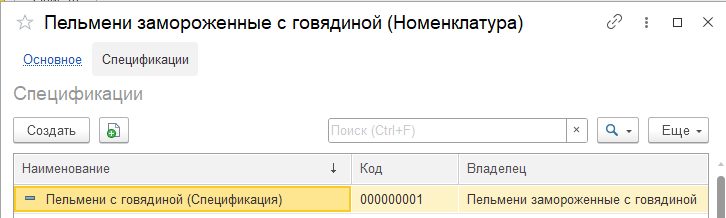 Пельмени замороженные с говядиной (Номенклатура)
Основное Спецификации
Спецификации
Создать Поиск (Ctrl+F) × Еще
Наименование ↓ Код Владелец
Пельмени с говядиной (Спецификация) 000000001 Пельмени замороженные с говядиной